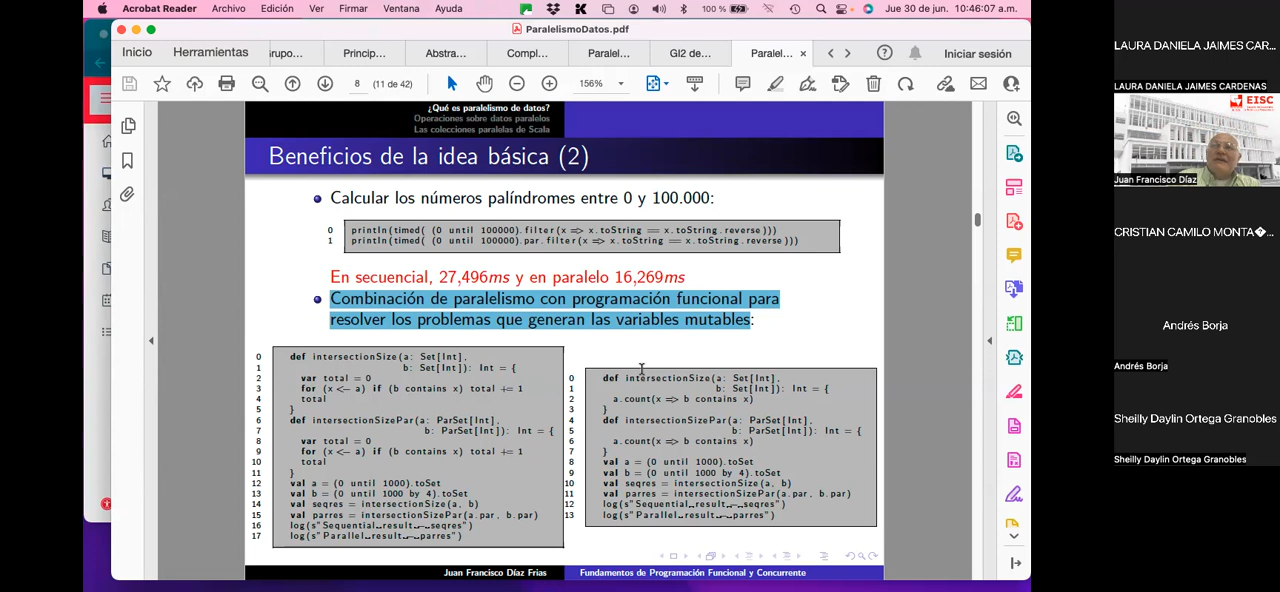 Acrobat Reader Archivo Edición Ver Firmar Ventana Ayuda 100 % Jue 30 de jun. 10:46:07 a.m.
ParalelismoDatos.pdf
Inicio Herramientas ‹rupo... Princip... Abstra... Compl... Paralel... GI2 de... Paralel... × Iniciar sesión
8 (11 de 42) 156%
¿Qué es paralelismo de datos?
Operaciones sobre datos paralelos
Las colecciones paralelas de Scala
Beneficios de la idea básica (2)
Calcular los números palíndromes entre 0 y 100.000:
0 println(timed( (0 until 100000).filter(x => x.toString == x.toString.reverse)))
1 println(timed( (0 until 100000).par.filter(x => x.toString == x.toString.reverse)))
En secuencial, 27,496ms y en paralelo 16,269ms
Combinación de paralelismo con programación funcional para
resolver los problemas que generan las variables mutables:
0 def intersectionSize(a: Set[Int],
1 b: Set[Int]): Int = {
2 var total = 0
3 for (x <- a) if (b contains x) total += 1
4 total
5 }
6 def intersectionSizePar(a: ParSet[Int],
7 b: ParSet[Int]): Int = {
8 var total = 0
9 for (x <- a) if (b contains x) total += 1
10 total
11 }
12 val a = (0 until 1000).toSet
13 val b = (0 until 1000 by 4).toSet
14 val seqres = intersectionSize(a, b)
15 val parres = intersectionSizePar(a.par, b.par)
16 log(s"Sequential_result_-_seqres")
17 log(s"Parallel_result_-_parres")
0 def intersectionSize(a: Set[Int],
1 b: Set[Int]): Int = {
2 a.count(x => b contains x)
3 }
4 def intersectionSizePar(a: ParSet[Int],
5 b: ParSet[Int]): Int = {
6 a.count(x => b contains x)
7 }
8 val a = (0 until 1000).toSet
9 val b = (0 until 1000 by 4).toSet
10 val seqres = intersectionSize(a, b)
11 val parres = intersectionSizePar(a.par, b.par)
12 log(s"Sequential_result_-_seqres")
13 log(s"Parallel_result_-_parres")
Juan Francisco Díaz Frias Fundamentos de Programación Funcional y Concurrente
LAURA DANIELA JAIMES CAR...
LAURA DANIELA JAIMES CARDENAS
EISC
Juan Francisco Díaz
CRISTIAN CAMILO MONTA�...
Andrés Borja
Andrés Borja
Sheilly Daylin Ortega Granobles
Sheilly Daylin Ortega Granobles